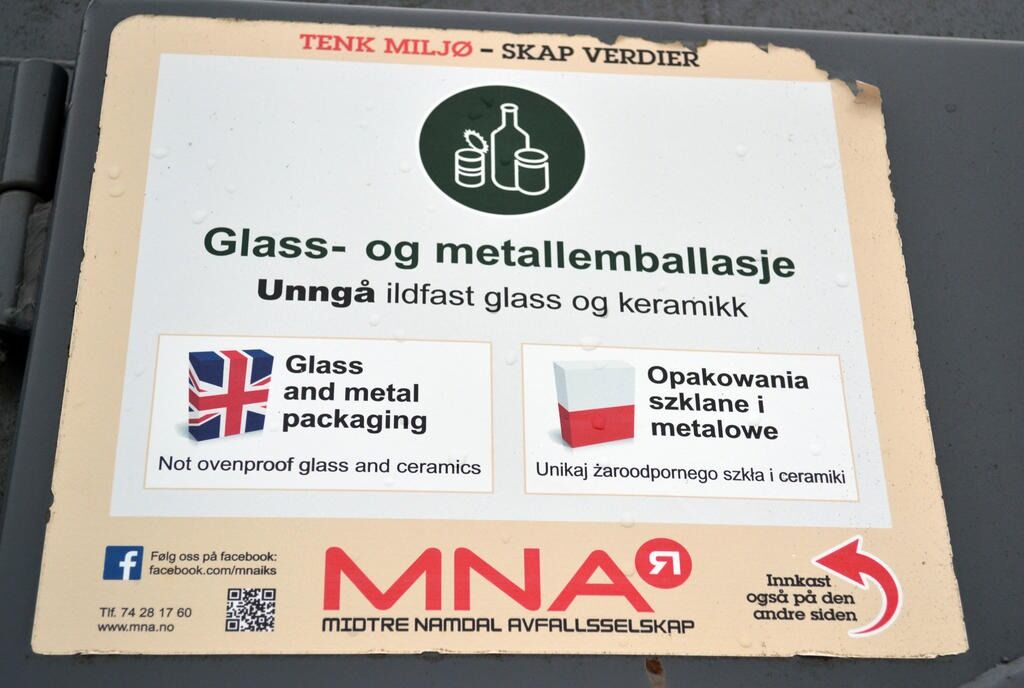 TENK MILJØ – SKAP VERDIER
Glass- og metallemballasje
Unngå ildfast glass og keramikk
Glass
and metal
packaging
Not ovenproof glass and ceramics
Opakowania
szklane i
metalowe
Unikaj żaroodpornego szkła i ceramiki
f
Følg oss på facebook:
facebook.com/mnaiks
Tlf. 74 28 17 60
www.mna.no
MNA
MIDTRE NAMDAL AVFALLSSELSKAP
Innkast
også på den
andre siden